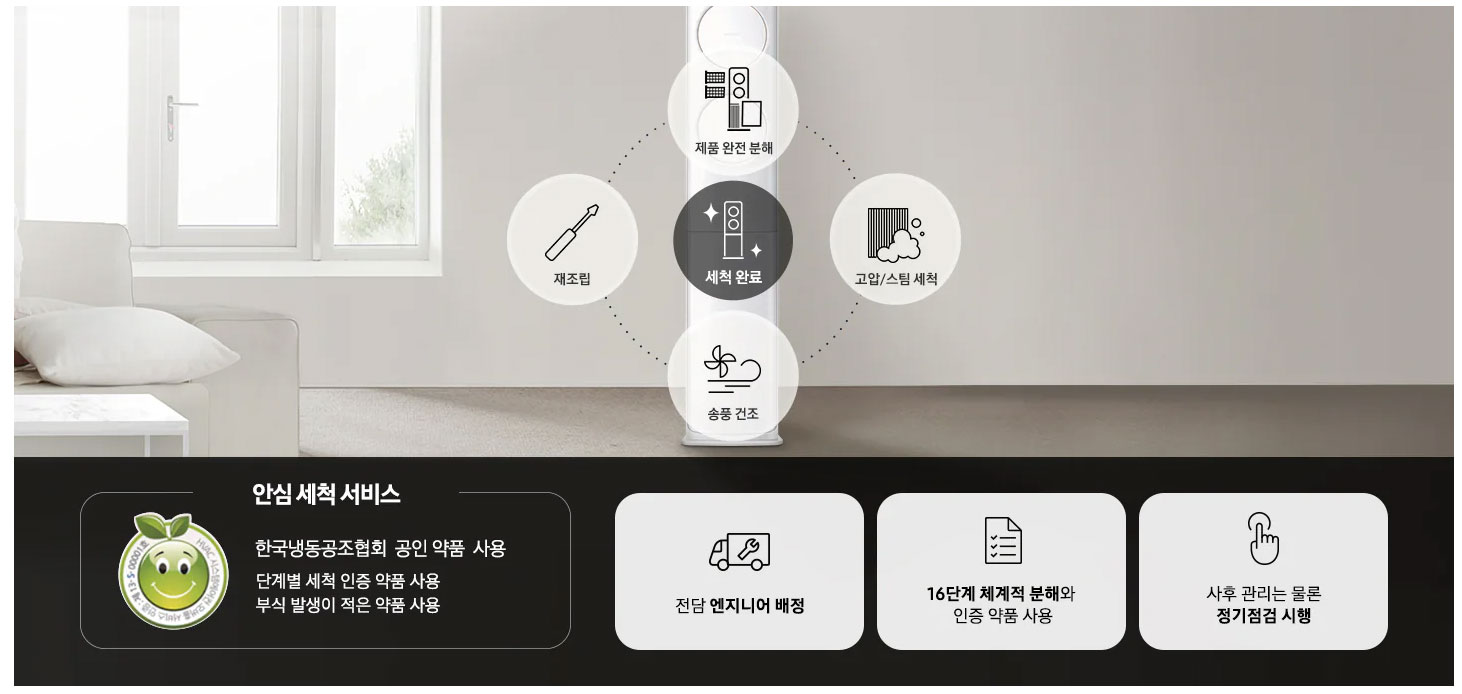 제품 완전 분해
재조립
세척 완료
고압/스팀 세척
송풍 건조
안심 세척 서비스
한국냉동공조협회 공인 약품 사용
단계별 세척 인증 약품 사용
부식 발생이 적은 약품 사용
전담 엔지니어 배정
16단계 체계적 분해와
인증 약품 사용
사후 관리는 물론
정기점검 시행